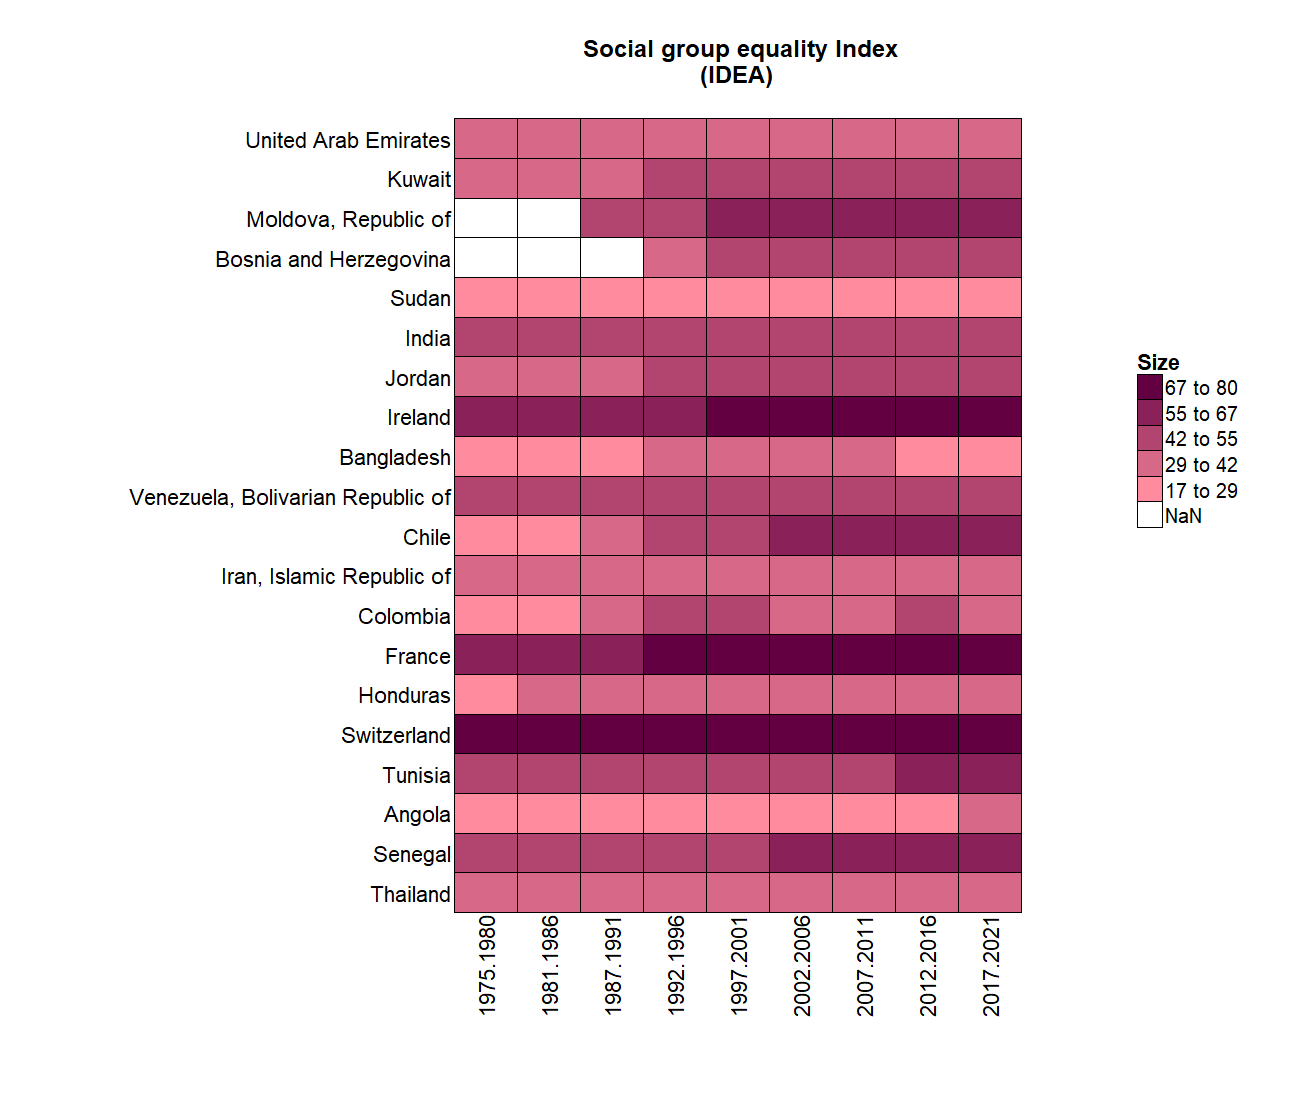 Social group equality Index
(IDEA)
United Arab Emirates
Kuwait
Moldova, Republic of
Bosnia and Herzegovina
Sudan
India
Jordan
Ireland
Bangladesh
Venezuela, Bolivarian Republic of
Chile
Iran, Islamic Republic of
Colombia
France
Honduras
Switzerland
Tunisia
Angola
Senegal
Thailand
1975.1980
1981.1986
1987.1991
1992.1996
1997.2001
2002.2006
2007.2011
2012.2016
2017.2021
Size
67 to 80
55 to 67
42 to 55
29 to 42
17 to 29
NaN